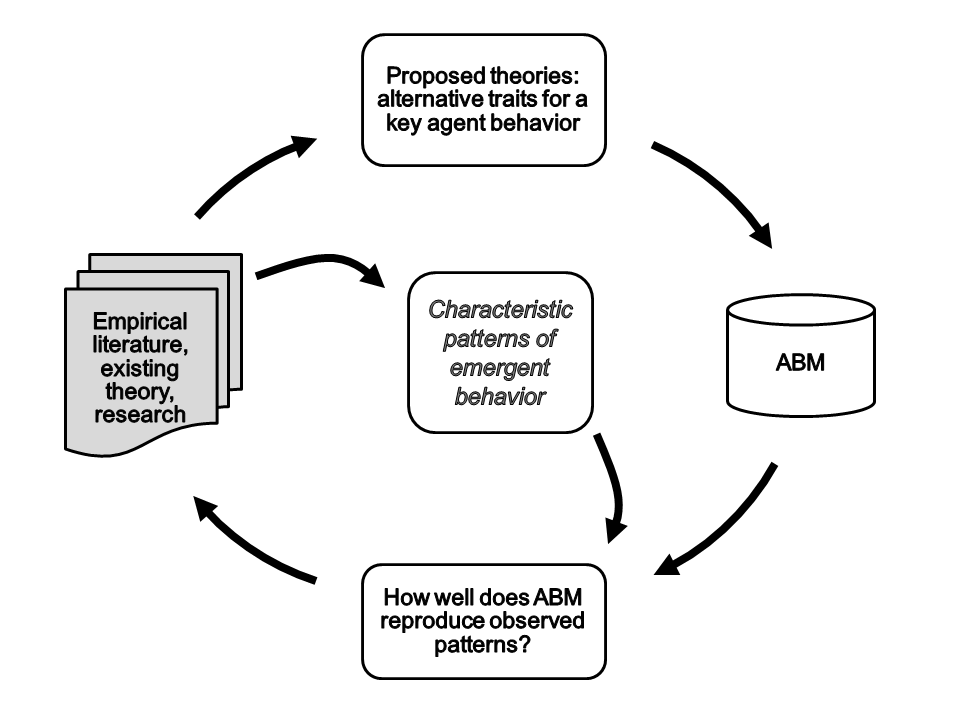 Proposed theories:
alternative traits for a
key agent behavior
Empirical
literature,
existing
theory,
research
Characteristic
patterns of
emergent
behavior
ABM
How well does ABM
reproduce observed
patterns?